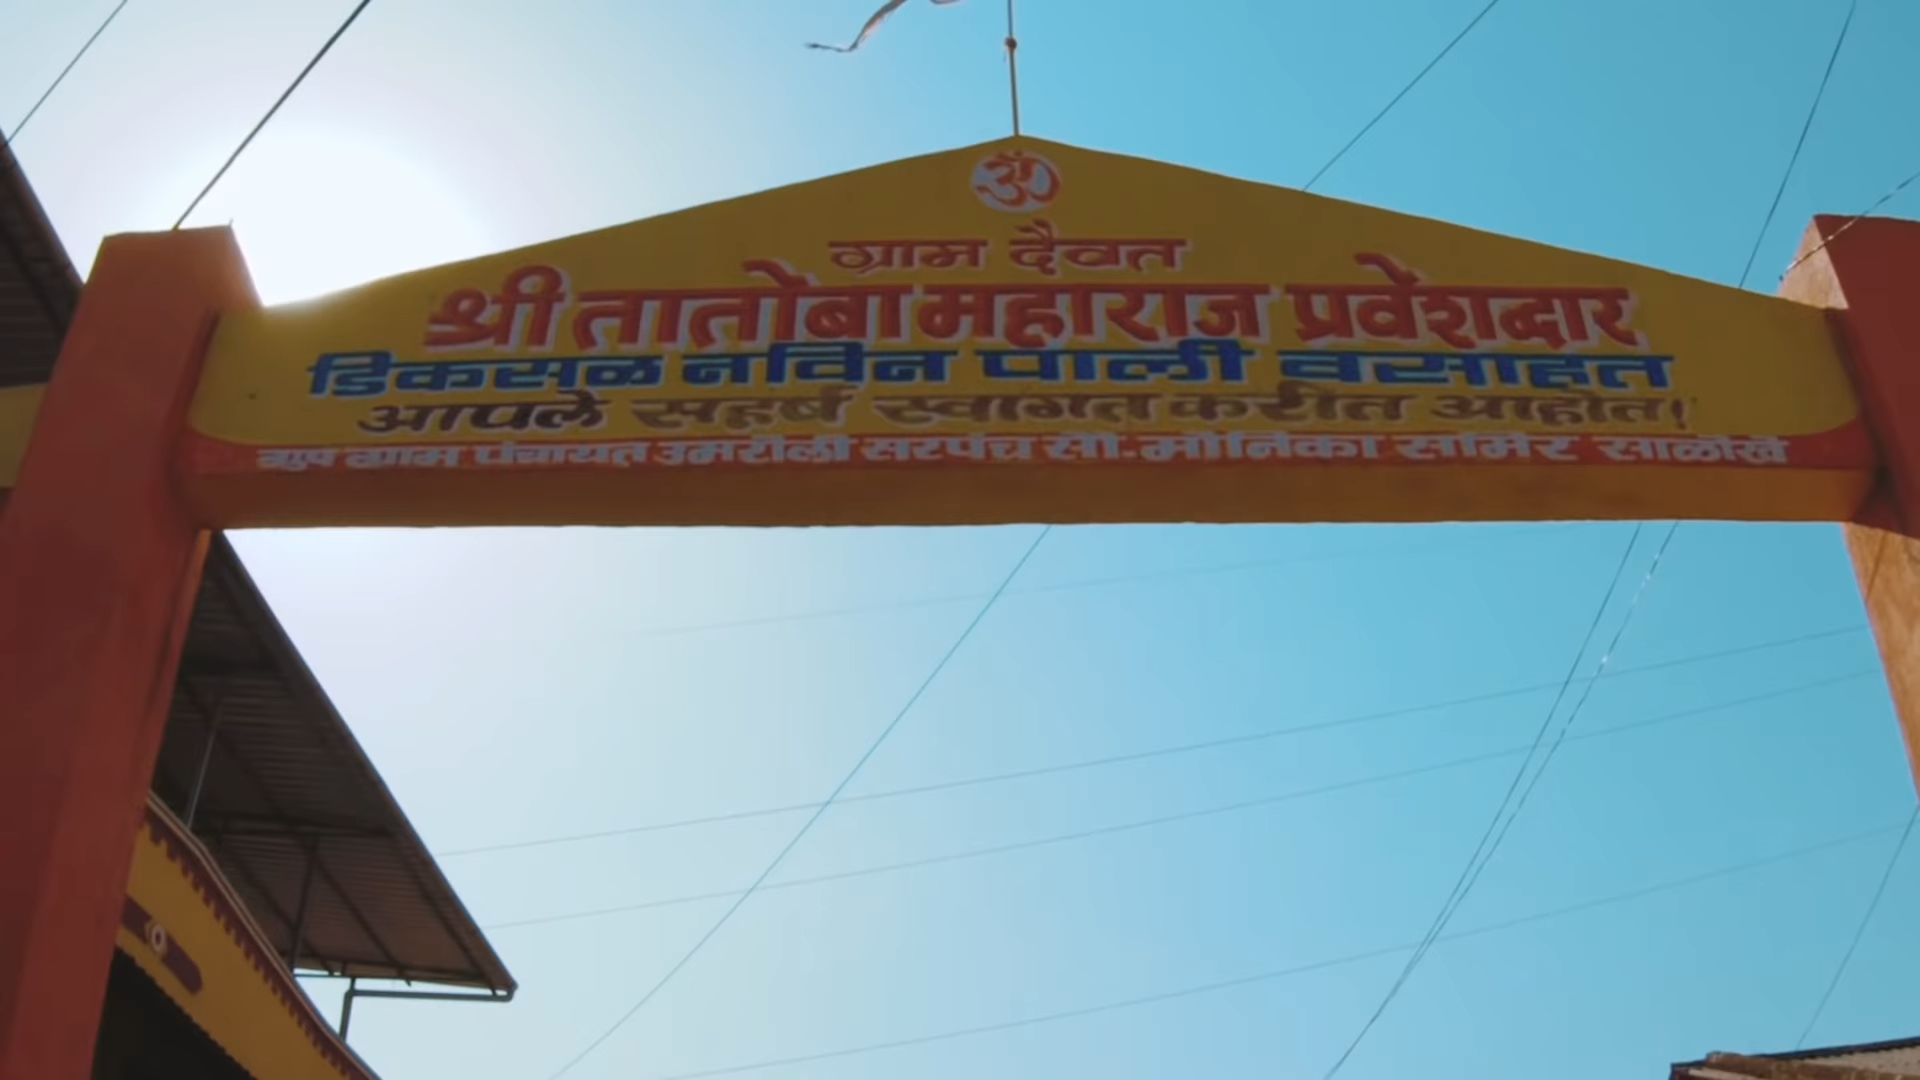 ॐ
ग्राम दैवत
श्री तातोबा महाराज प्रवेशद्वार
डिकसळ नविन पाली वसाहत
आपले सहर्ष स्वागत करीत आहोत!
ग्रुप ग्राम पंचायत उमरोली सरपंच सौ. मोनिका समिर साळोखे